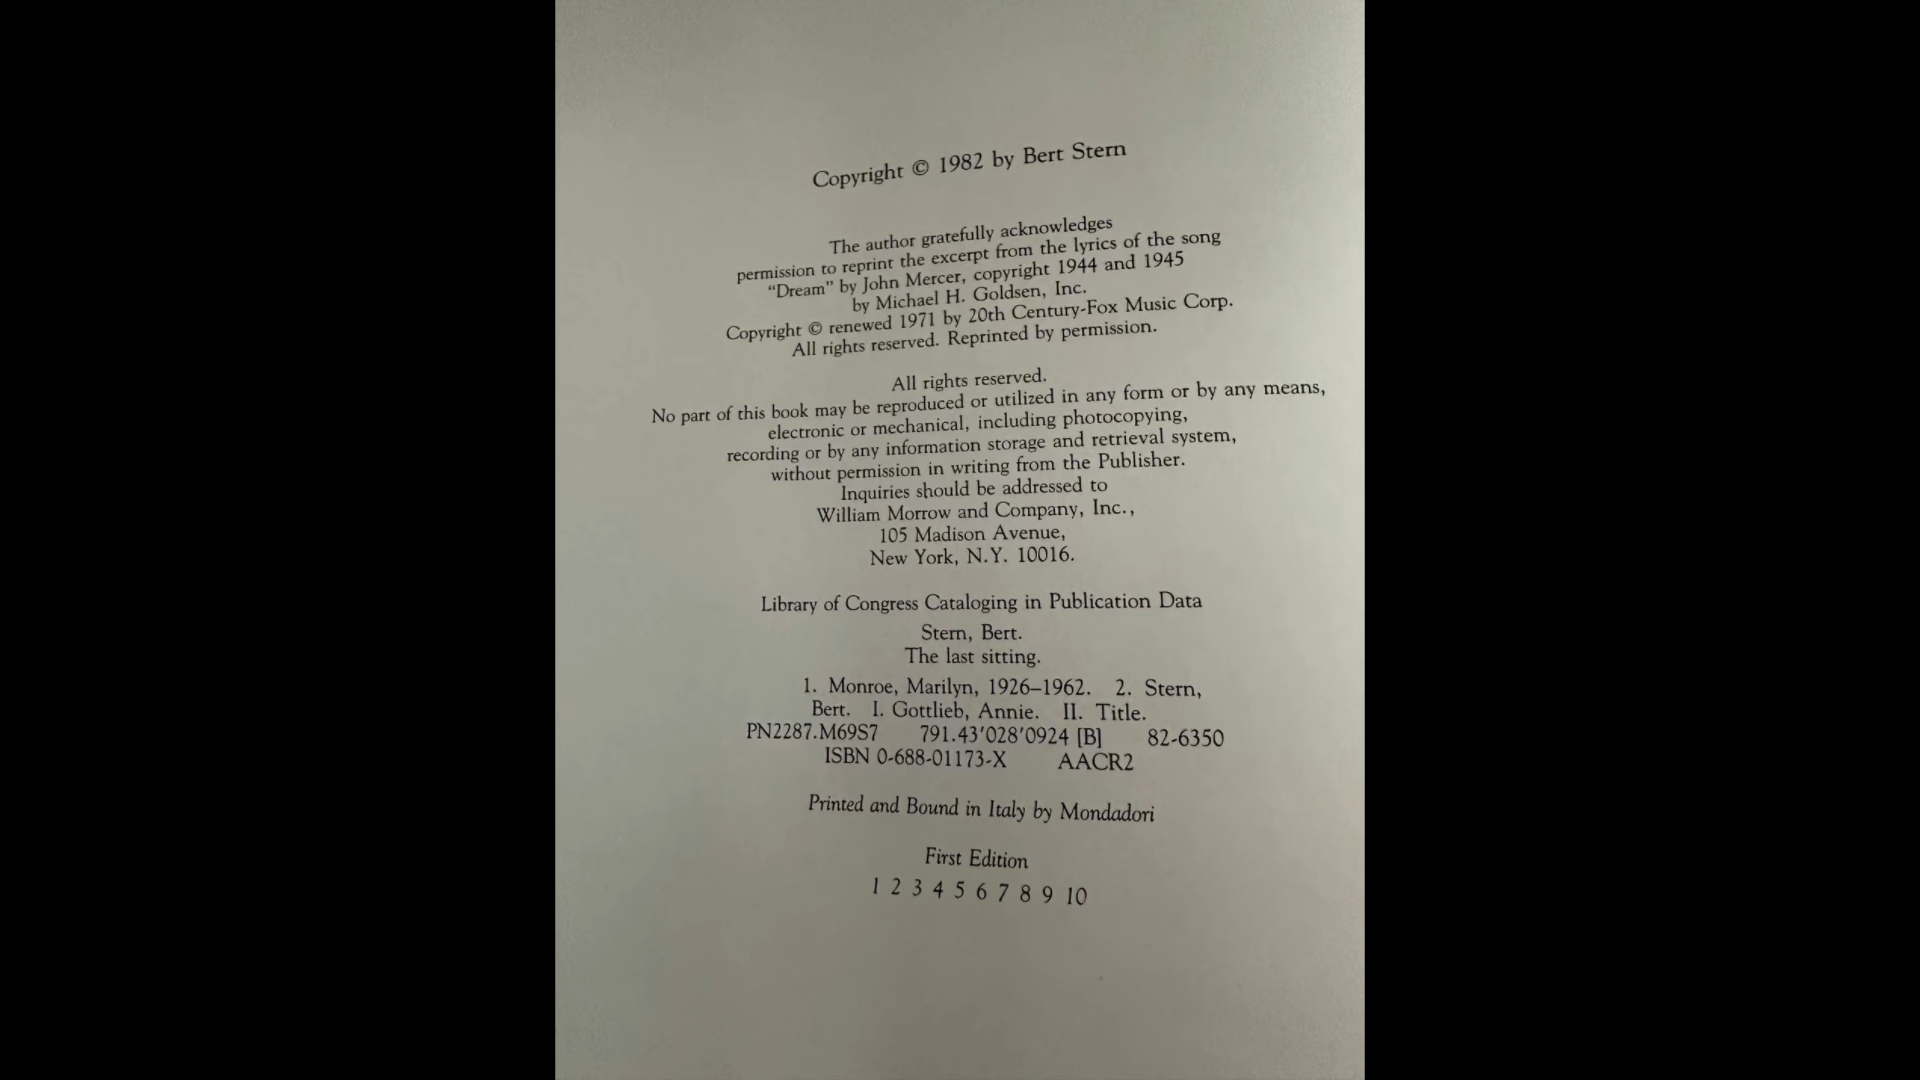 Copyright © 1982 by Bert Stern
The author gratefully acknowledges
permission to reprint the excerpt from the lyrics of the song
“Dream” by John Mercer, copyright 1944 and 1945
by Michael H. Goldsen, Inc.
Copyright © renewed 1971 by 20th Century-Fox Music Corp.
All rights reserved. Reprinted by permission.
All rights reserved.
No part of this book may be reproduced or utilized in any form or by any means,
electronic or mechanical, including photocopying,
recording or by any information storage and retrieval system,
without permission in writing from the Publisher.
Inquiries should be addressed to
William Morrow and Company, Inc.,
105 Madison Avenue,
New York, N.Y. 10016.
Library of Congress Cataloging in Publication Data
Stern, Bert.
The last sitting.
1. Monroe, Marilyn, 1926–1962. 2. Stern,
Bert. I. Gottlieb, Annie. II. Title.
PN2287.M69S7 791.43′028′0924 [B] 82-6350
ISBN 0-688-01173-X AACR2
Printed and Bound in Italy by Mondadori
First Edition
1 2 3 4 5 6 7 8 9 10